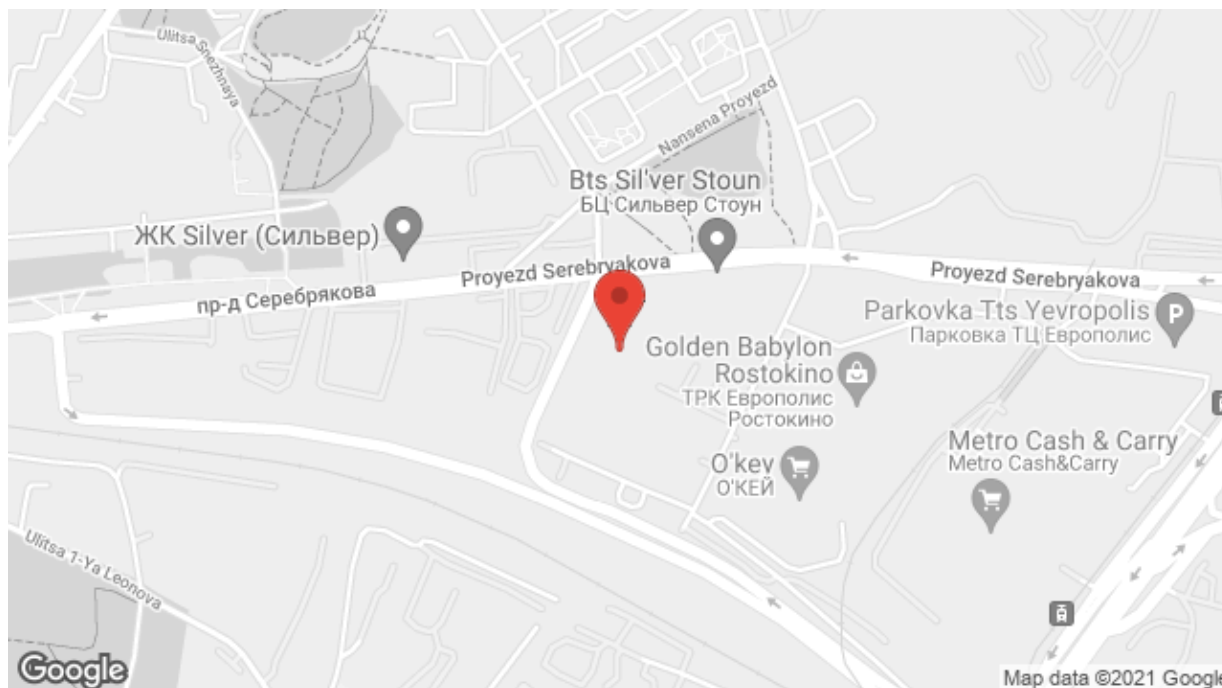 Ulitsa Snezhnaya
Nansena Proyezd
Bts Sil'ver Stoun
БЦ Сильвер Стоун
ЖК Silver (Сильвер)
Proyezd Serebryakova
Proyezd Serebryakova
пр-д Серебрякова
Parkovka Tts Yevropolis
Парковка ТЦ Европолис
P
Golden Babylon
Rostokino
ТРК Европолис
Ростокино
Metro Cash & Carry
Metro Cash&Carry
O'key
О'КЕЙ
Ulitsa 1-Ya Leonova
Google
Map data ©2021 Google